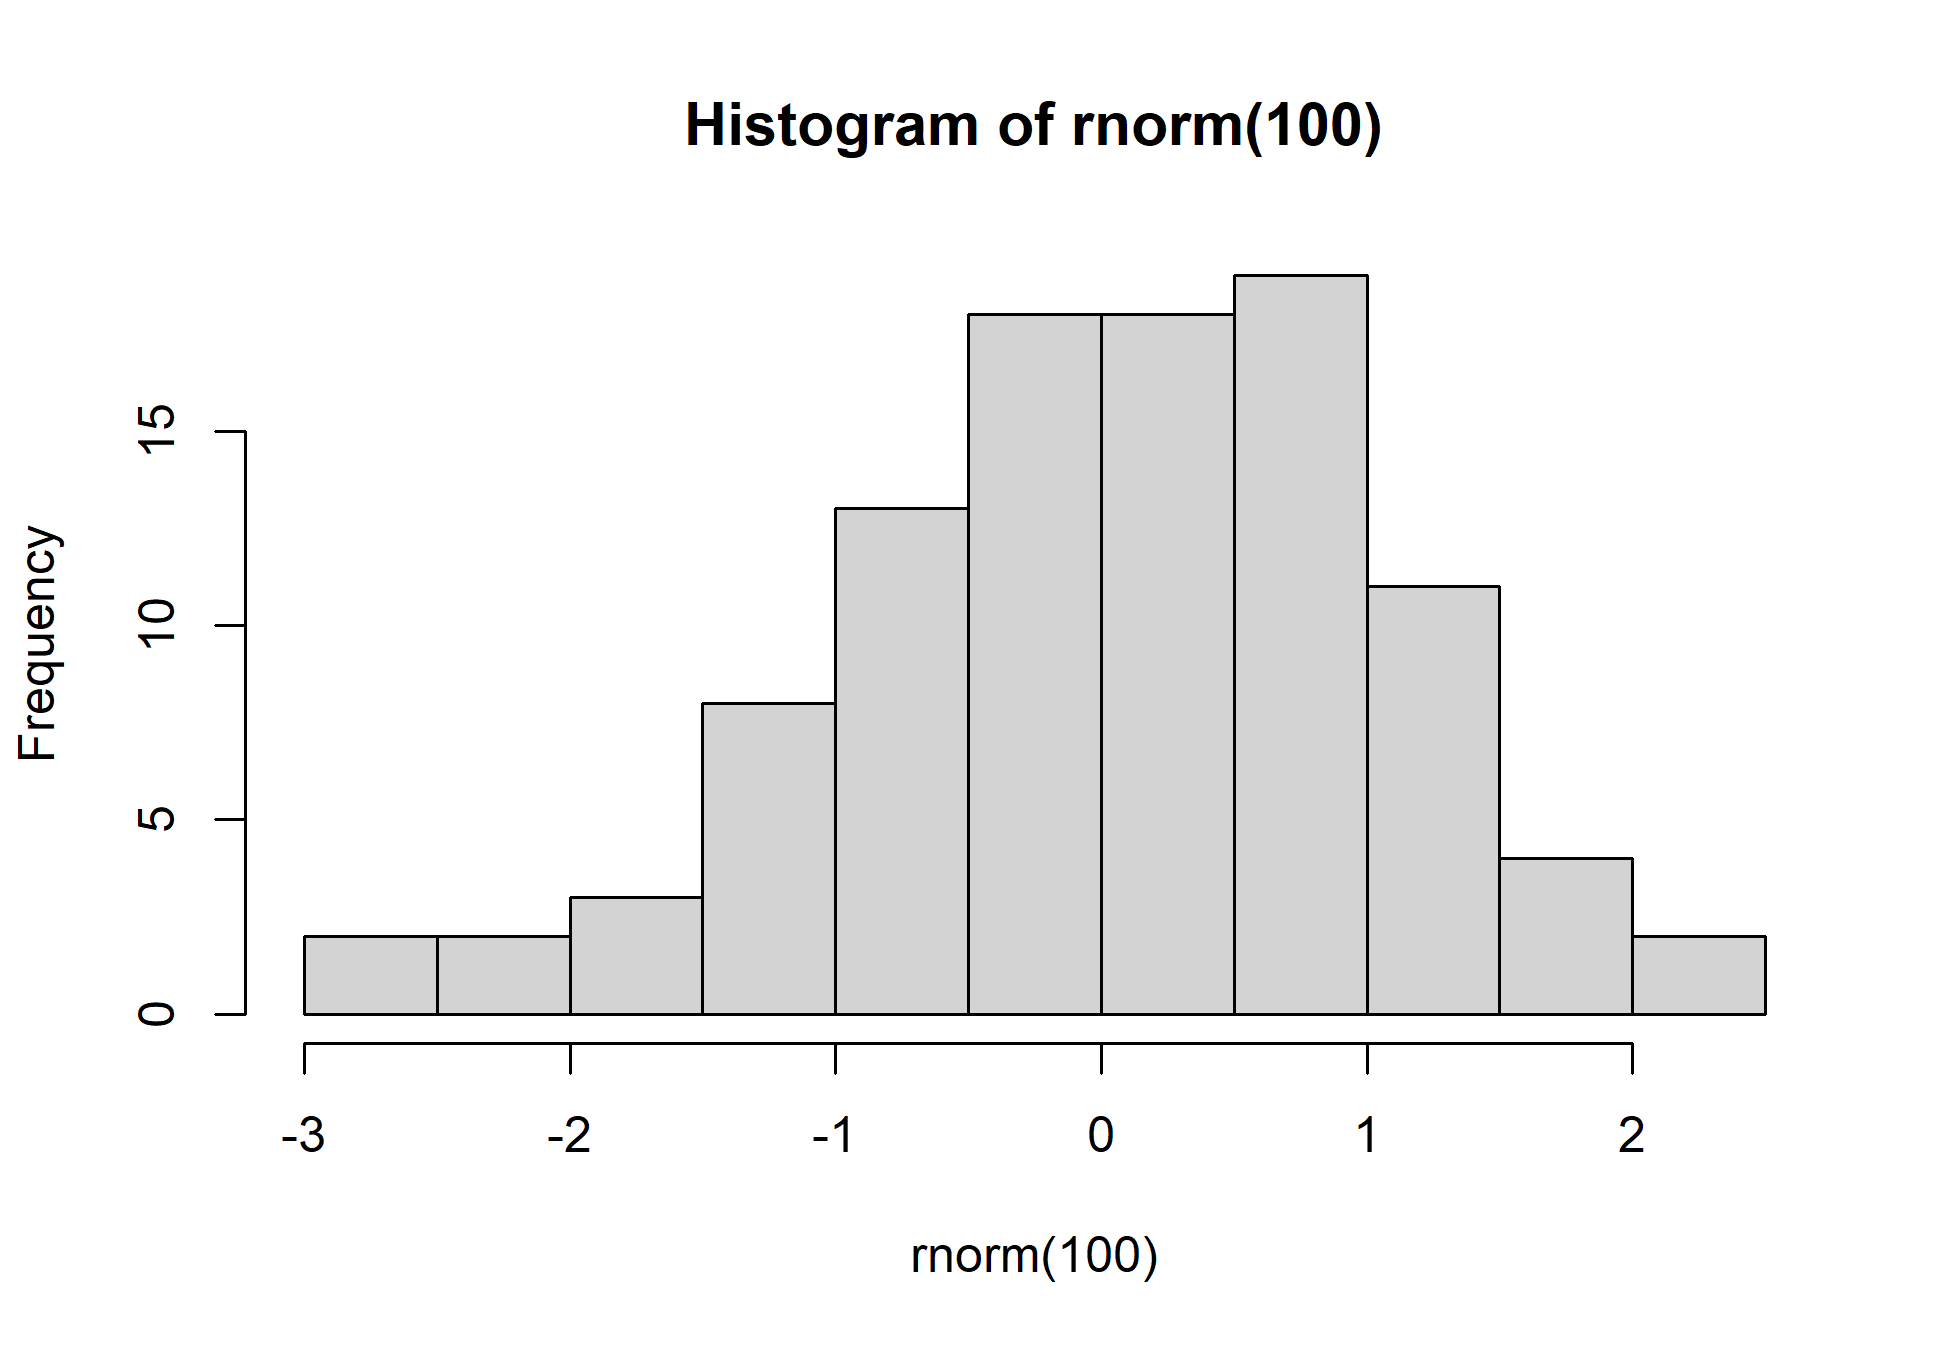 Histogram of rnorm(100)
Frequency
15
10
5
0
-3 -2 -1 0 1 2
rnorm(100)